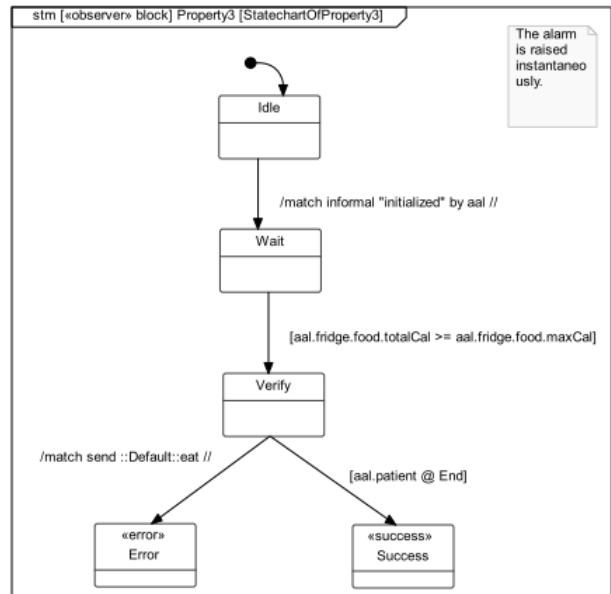 stm [«observer» block] Property3 [StatechartOfProperty3]
The alarm
is raised
instantaneo
usly.
Idle
/match informal "initialized" by aal //
Wait
[aal.fridge.food.totalCal >= aal.fridge.food.maxCal]
Verify
/match send ::Default::eat //
[aal.patient @ End]
«error»
Error
«success»
Success